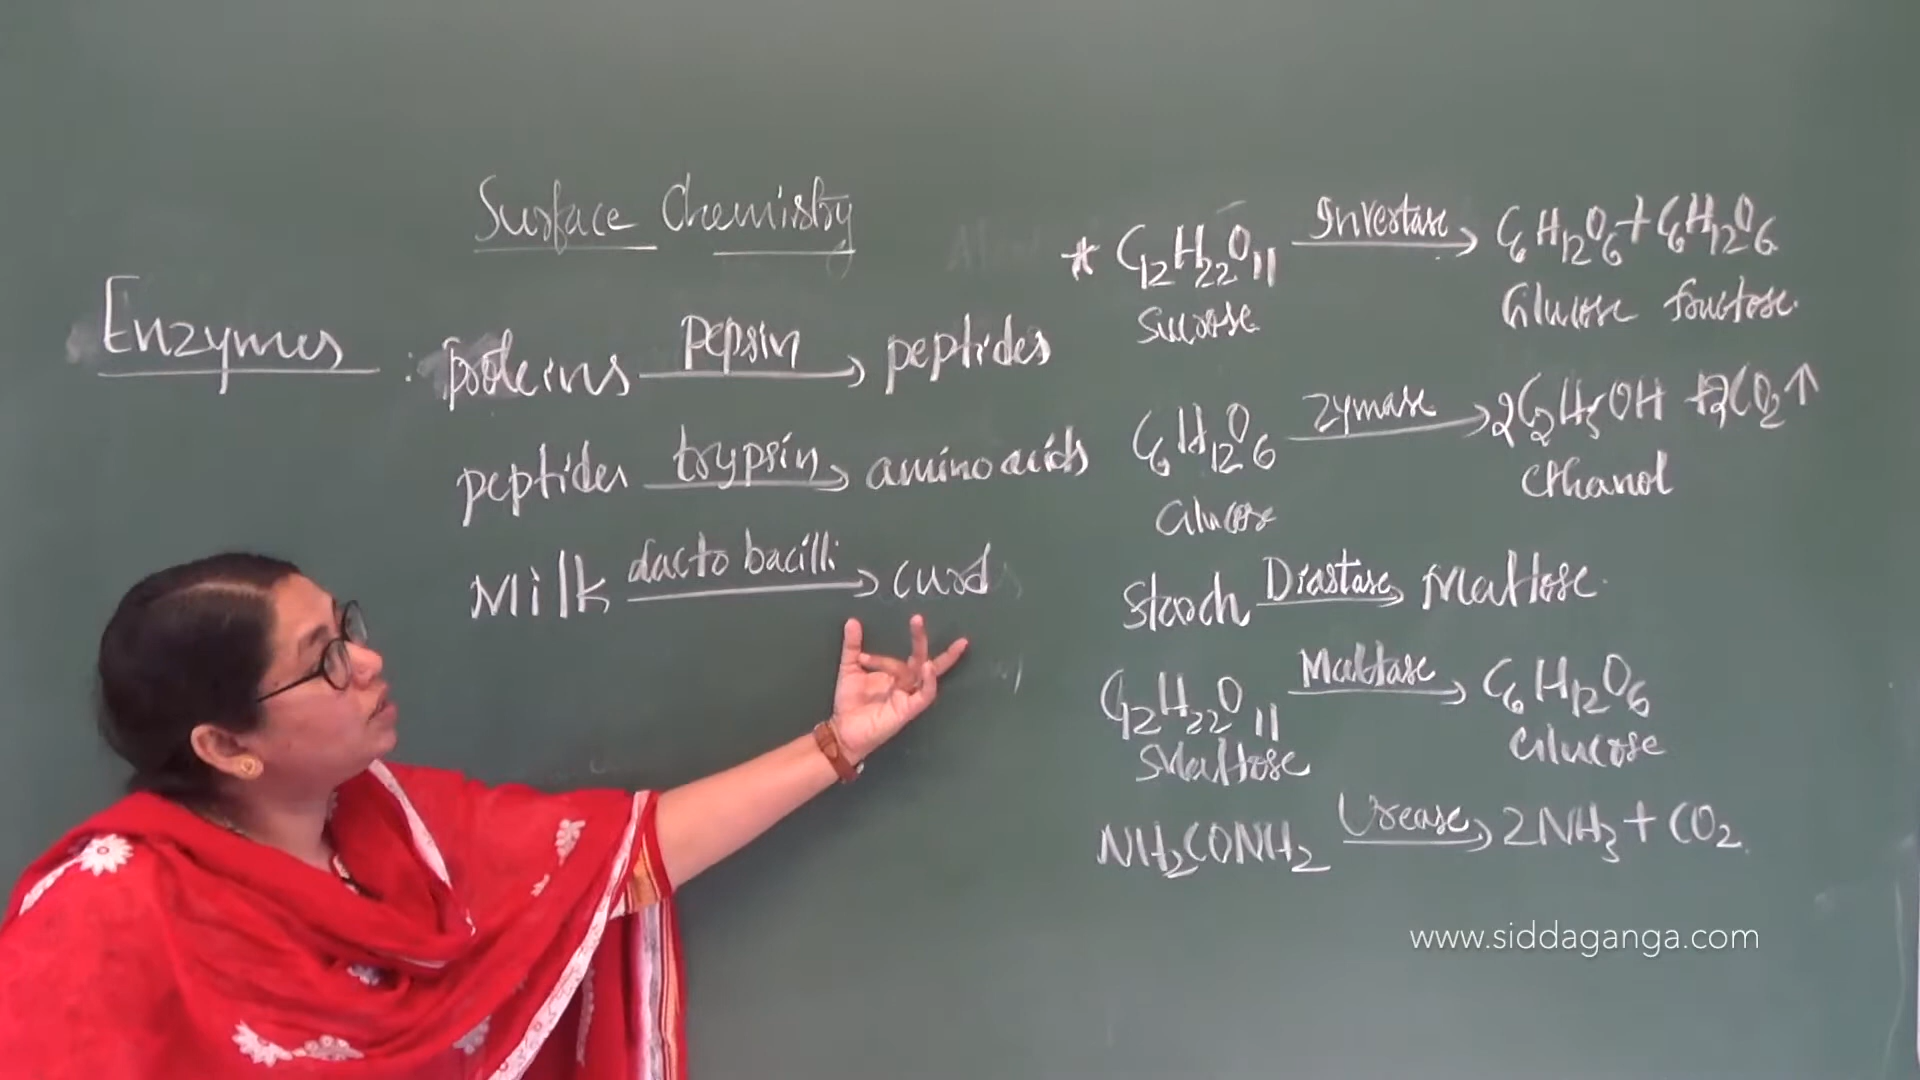 Surface Chemistry
Enzymes : proteins pepsin → peptides
peptides trypsin → amino acids
Milk Lacto bacilli → curd
* C12H22O11 Invertase → C6H12O6 + C6H12O6
Sucrose Glucose fructose.
C6H12O6 Zymase → 2C2H5OH + 2CO2 ↑
Glucose ethanol
Starch Diastase → Maltose.
C12H22O11 Maltase → C6H12O6
Maltose Glucose
NH2CONH2 Urease → 2NH3 + CO2.
www.siddaganga.com